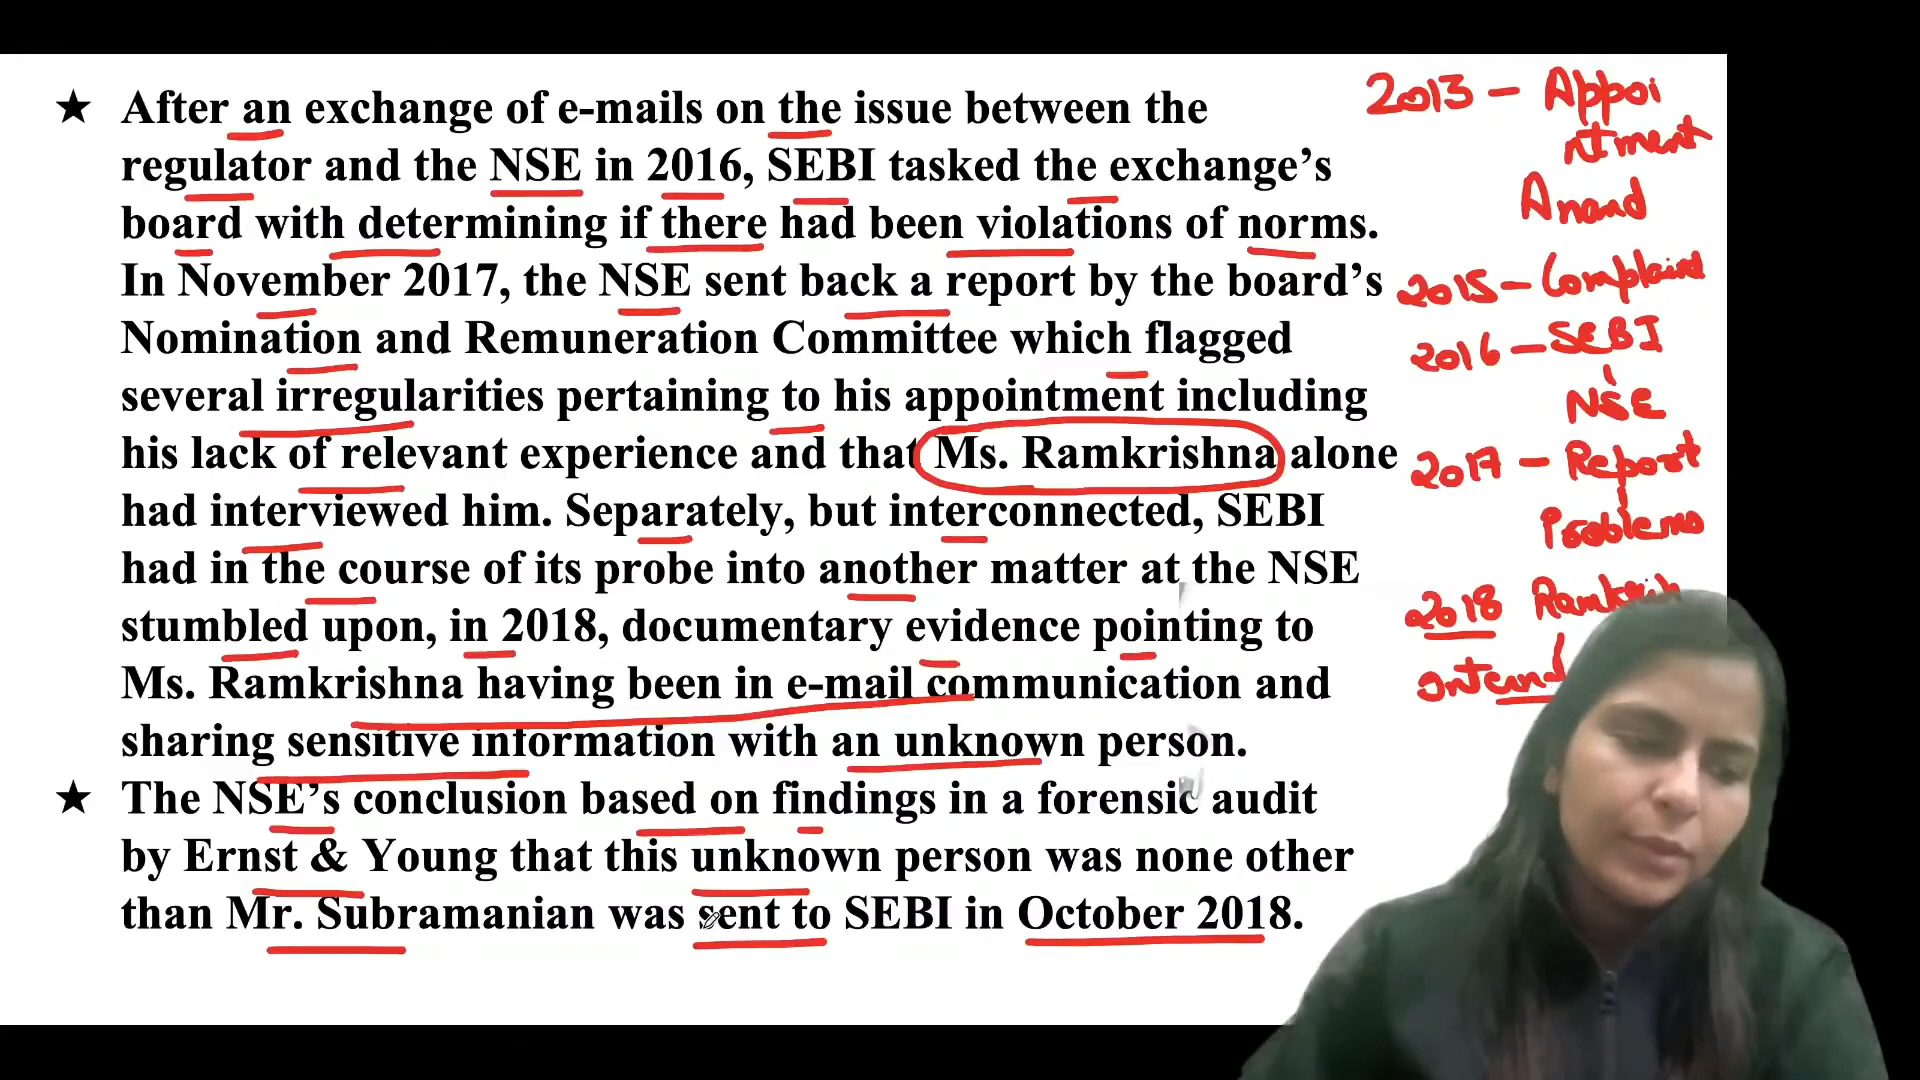 ★ After an exchange of e-mails on the issue between the
regulator and the NSE in 2016, SEBI tasked the exchange’s
board with determining if there had been violations of norms.
In November 2017, the NSE sent back a report by the board’s
Nomination and Remuneration Committee which flagged
several irregularities pertaining to his appointment including
his lack of relevant experience and that Ms. Ramkrishna alone
had interviewed him. Separately, but interconnected, SEBI
had in the course of its probe into another matter at the NSE
stumbled upon, in 2018, documentary evidence pointing to
Ms. Ramkrishna having been in e-mail communication and
sharing sensitive information with an unknown person.
★ The NSE’s conclusion based on findings in a forensic audit
by Ernst & Young that this unknown person was none other
than Mr. Subramanian was sent to SEBI in October 2018.
2013 – Appoi
ntment
Anand
2015 –
2016 – SEBI
NSE
2017 – Report
Problems
2018